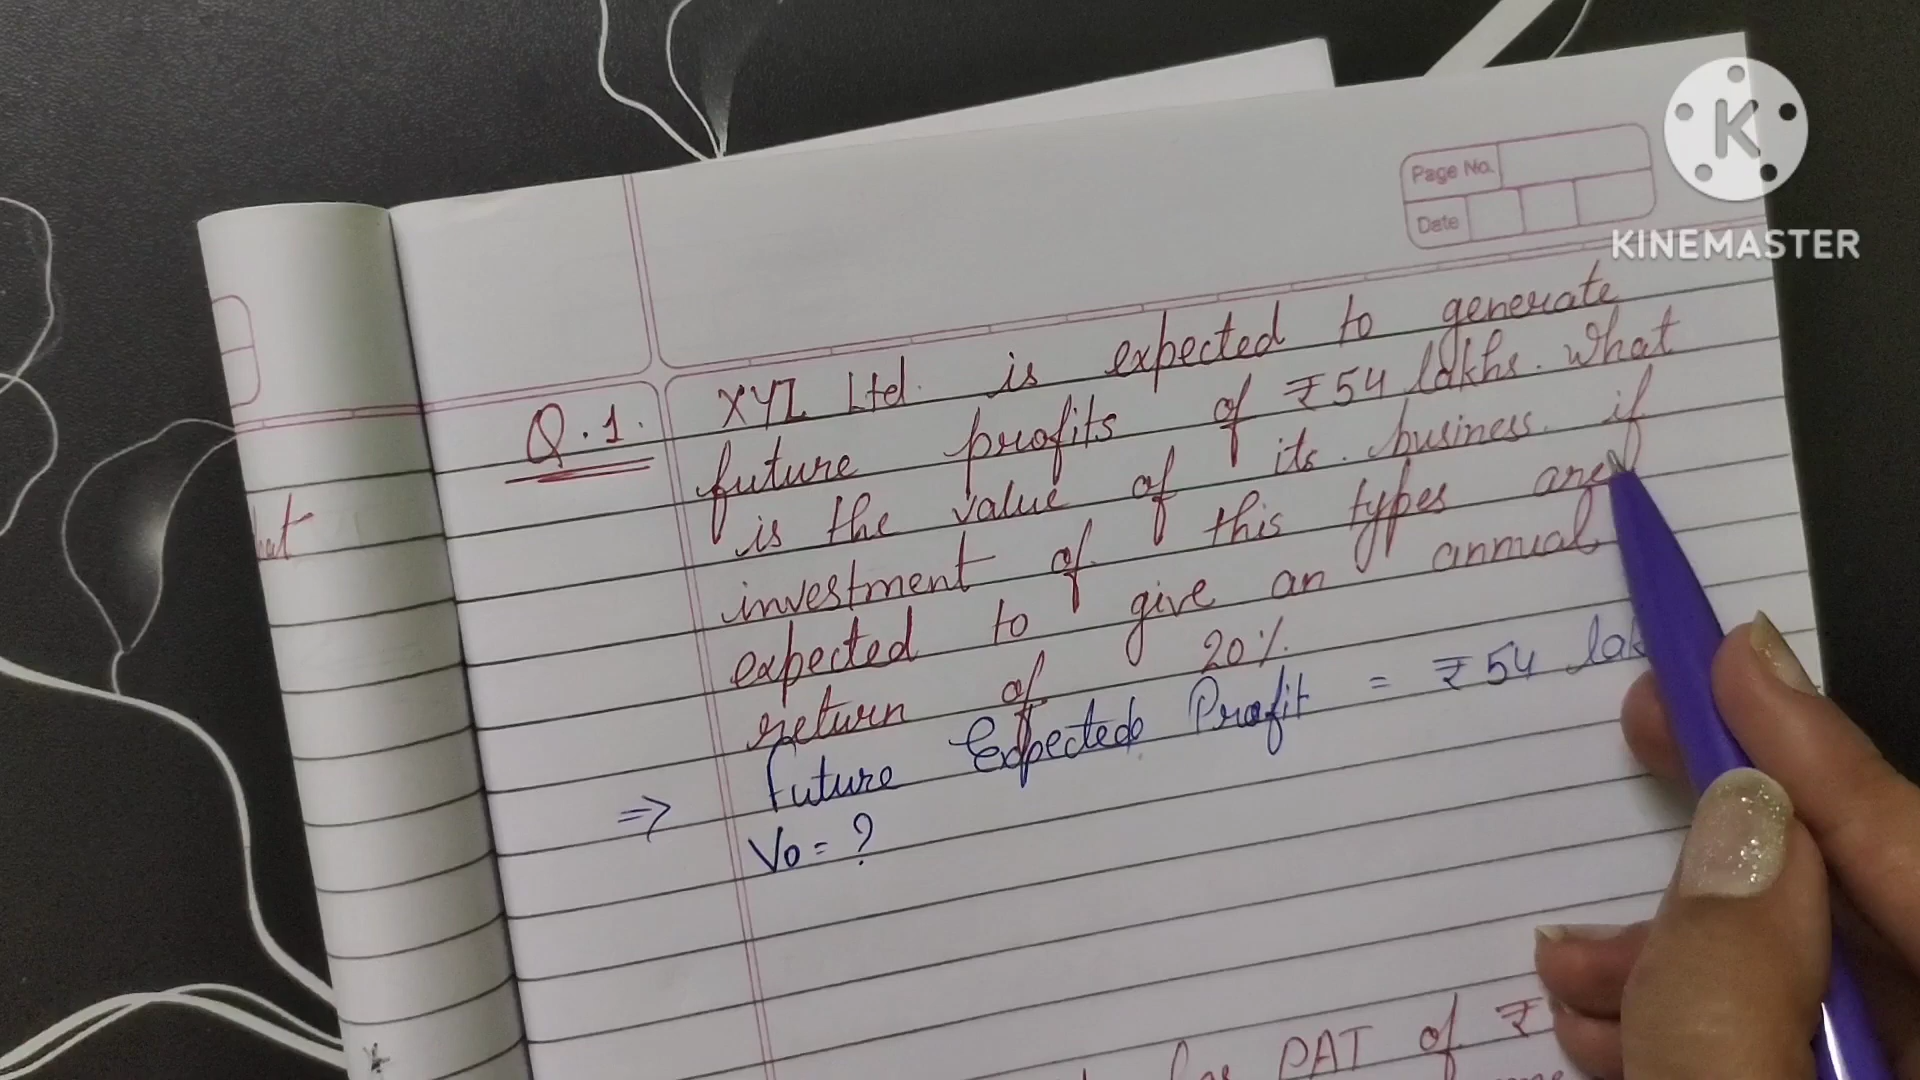 Page No.
Date
KINEMASTER
Q.1. XYZ Ltd. is expected to generate
future profits of ₹54 lakhs. What
is the value of its business if
investment of this types are
expected to give an annual
return of 20%.
⇒ Future Expected Profit = ₹54 lak
V0 = ?
PAT of ₹
hat